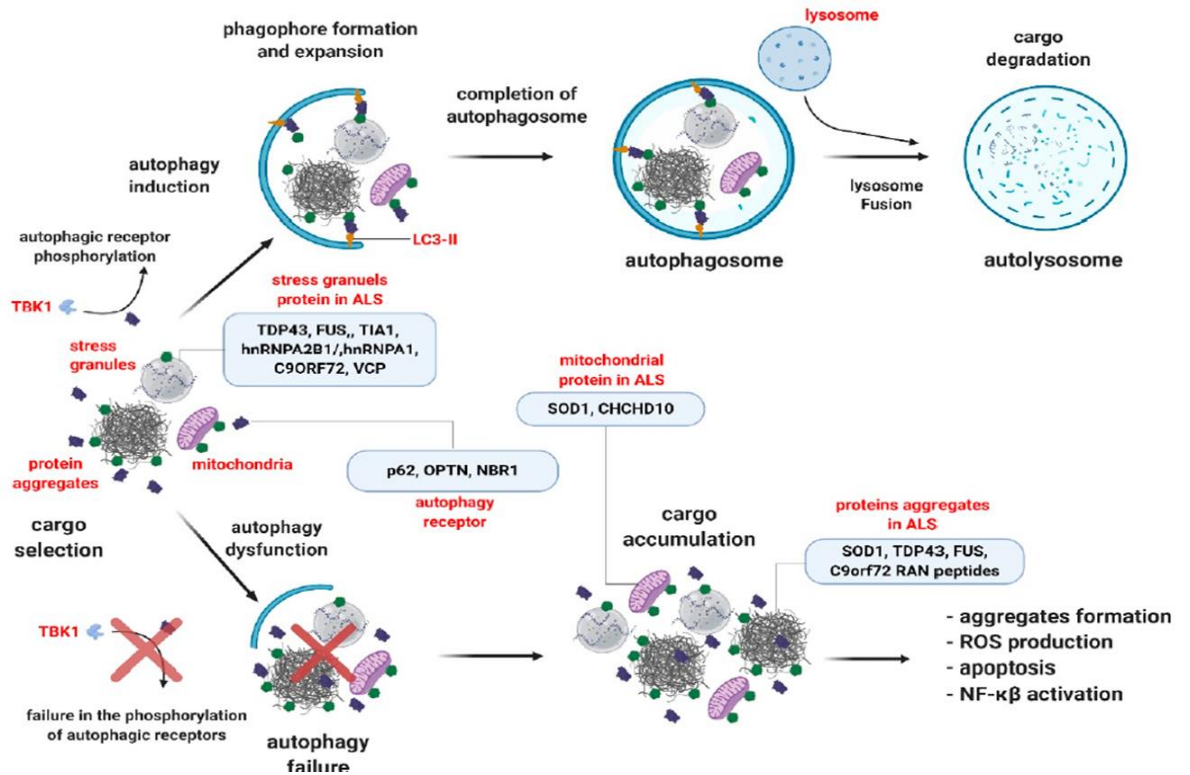 phagophore formation
and expansion
lysosome
cargo
degradation
completion of
autophagosome
autophagy
induction
lysosome
Fusion
autophagic receptor
phosphorylation
LC3-II
autophagosome
autolysosome
TBK1
stress granuels
protein in ALS
TDP43, FUS,, TIA1,
hnRNPA2B1/,hnRNPA1,
C9ORF72, VCP
stress
granules
mitochondrial
protein in ALS
SOD1, CHCHD10
protein
aggregates
mitochondria
p62, OPTN, NBR1
autophagy
receptor
cargo
selection
autophagy
dysfunction
cargo
accumulation
proteins aggregates
in ALS
SOD1, TDP43, FUS,
C9orf72 RAN peptides
TBK1
failure in the phosphorylation
of autophagic receptors
autophagy
failure
- aggregates formation
- ROS production
- apoptosis
- NF-κβ activation